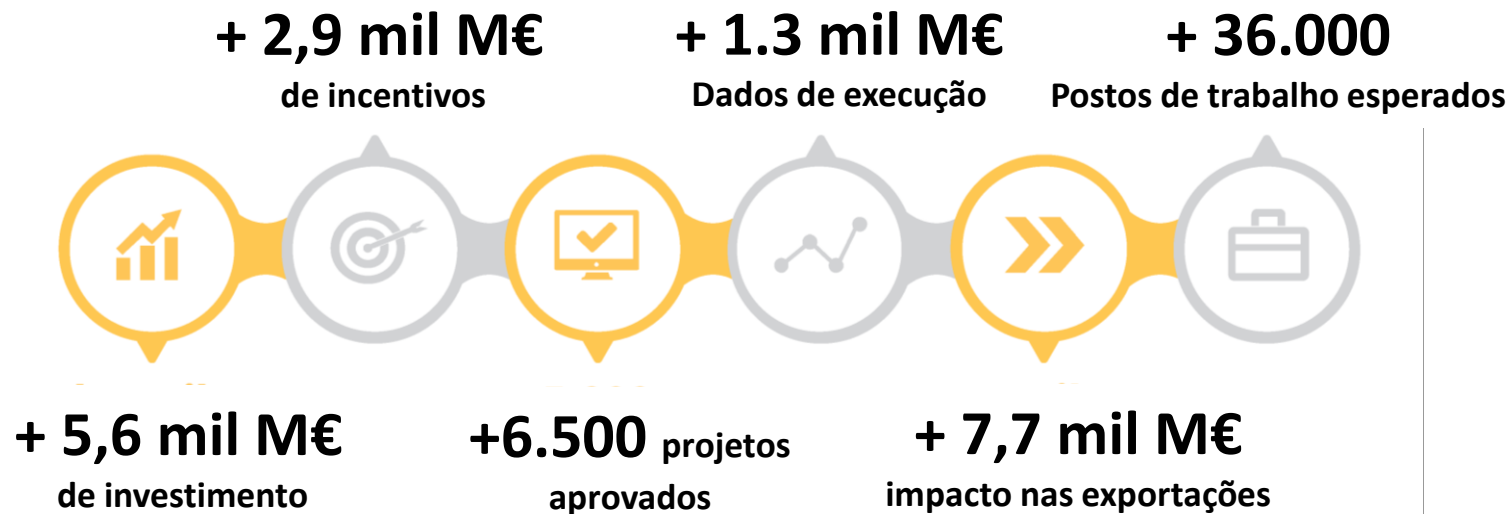 + 2,9 mil M€
de incentivos
+ 1.3 mil M€
Dados de execução
+ 36.000
Postos de trabalho esperados
+ 5,6 mil M€
de investimento
+6.500 projetos
aprovados
+ 7,7 mil M€
impacto nas exportações